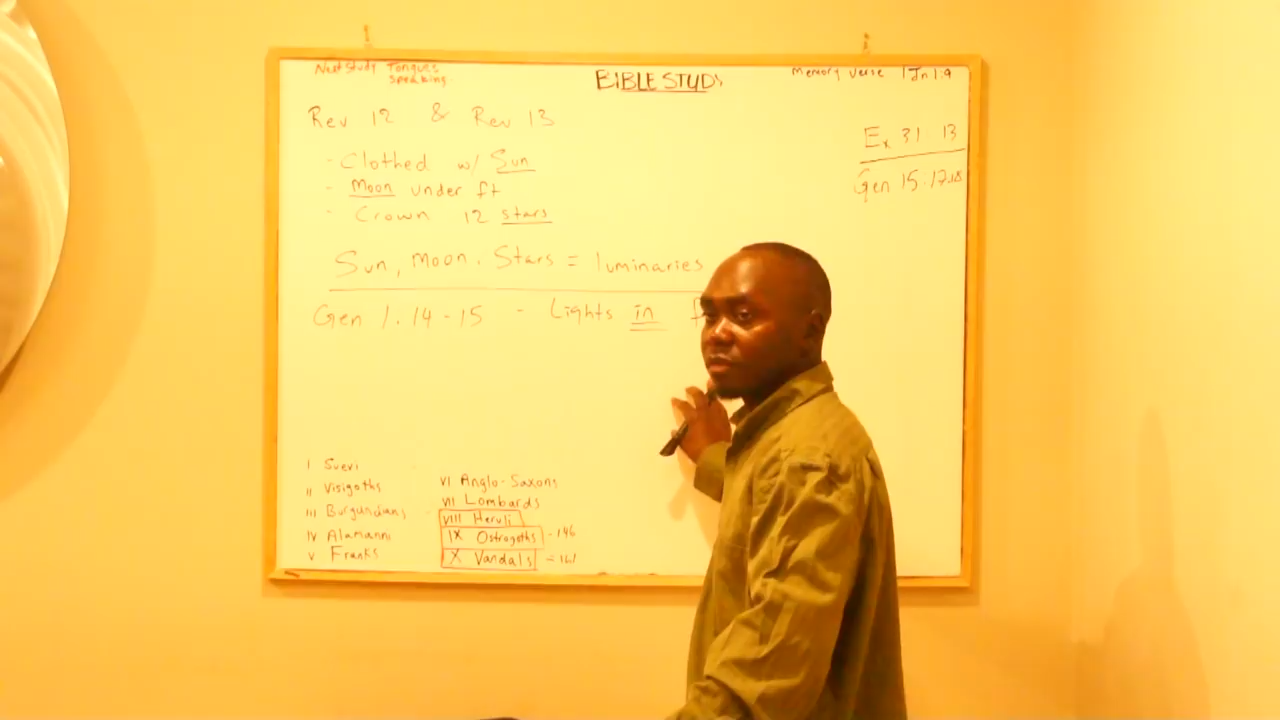 Next Study Tongues
Speaking
BIBLE STUDY
Memory Verse 1 Jn 1:9
Rev 12 & Rev 13
Ex 31 13
Gen 15.17,18
- Clothed w/ Sun
- Moon under ft
- Crown 12 stars
Sun, Moon. Stars = luminaries
Gen 1.14-15 - Lights in
I Suevi
II Visigoths
III Burgundians
IV Alamanni
V Franks
VI Anglo-Saxons
VII Lombards
VIII Heruli
IX Ostrogoths - 146
X Vandals = 161